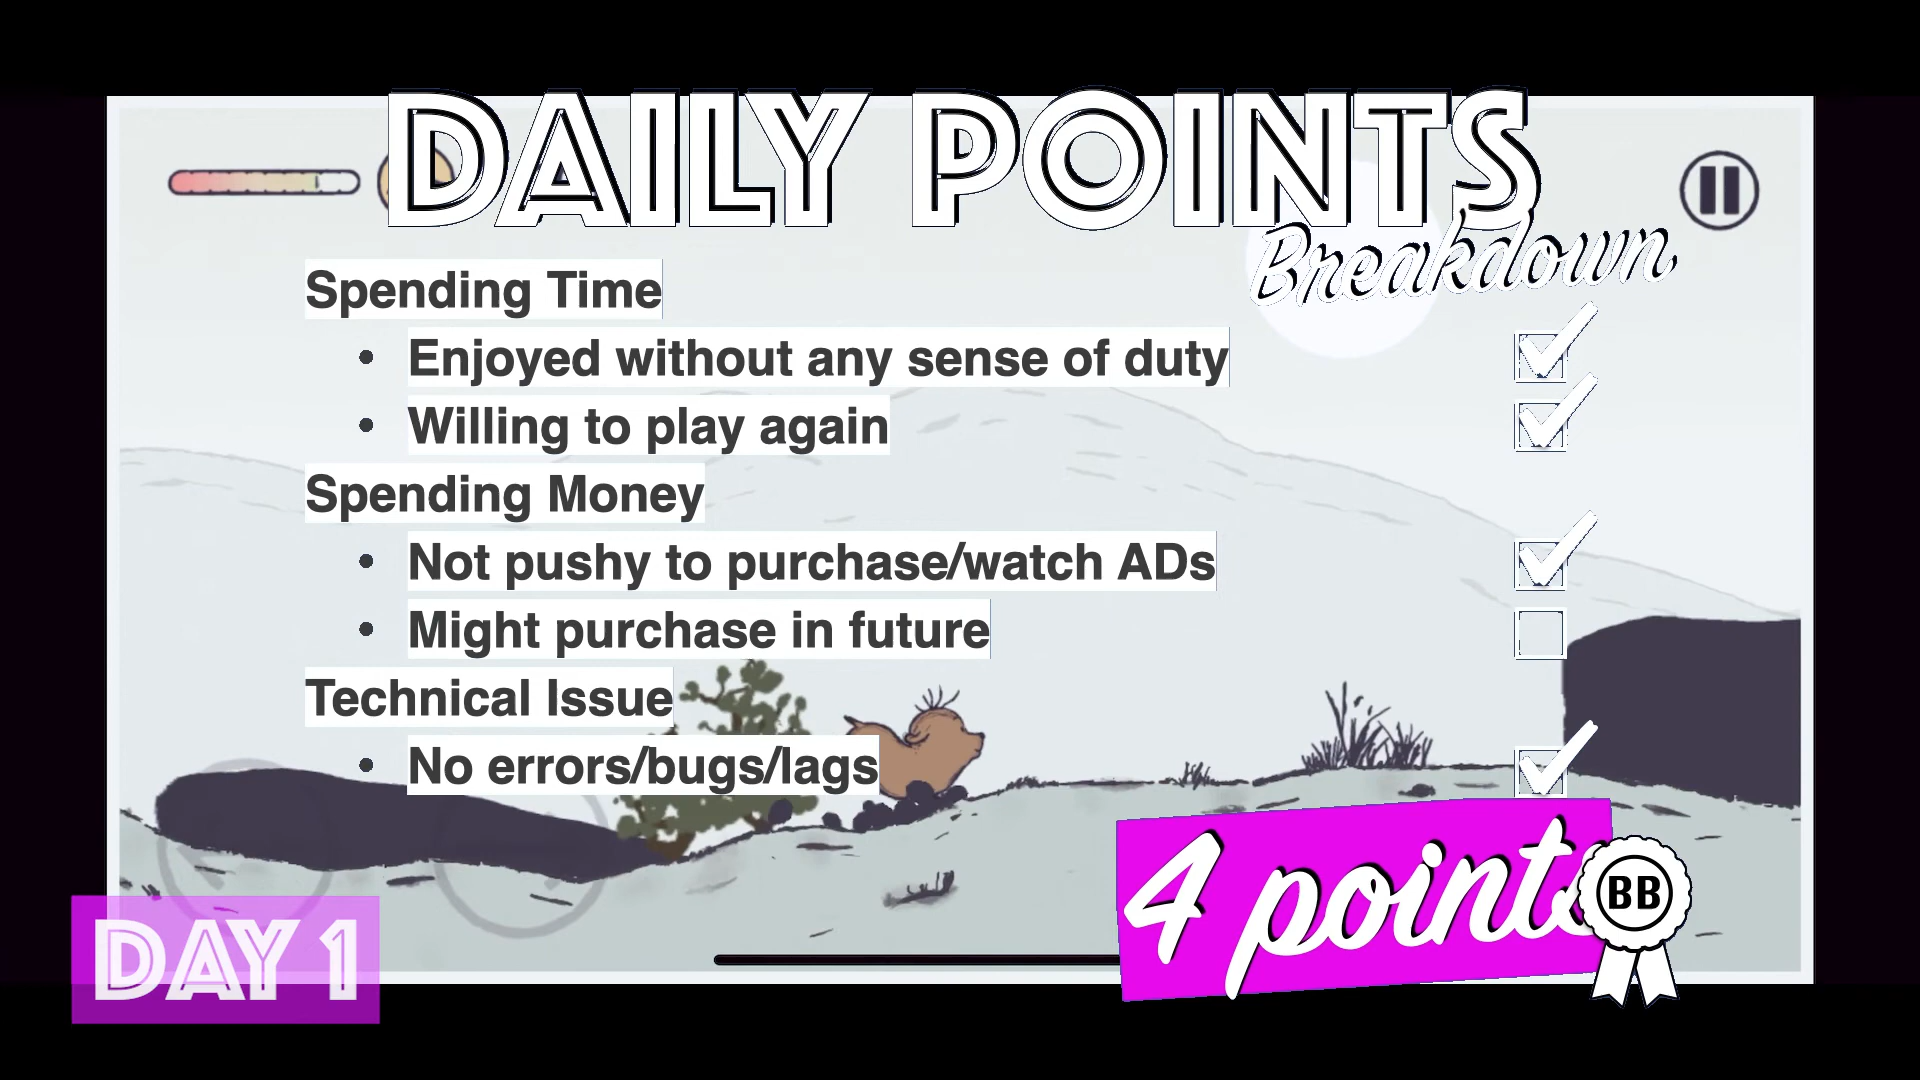 DAILY POINTS
Breakdown
Spending Time
• Enjoyed without any sense of duty
• Willing to play again
Spending Money
• Not pushy to purchase/watch ADs
• Might purchase in future
Technical Issue
• No errors/bugs/lags
4 points
BB
DAY 1